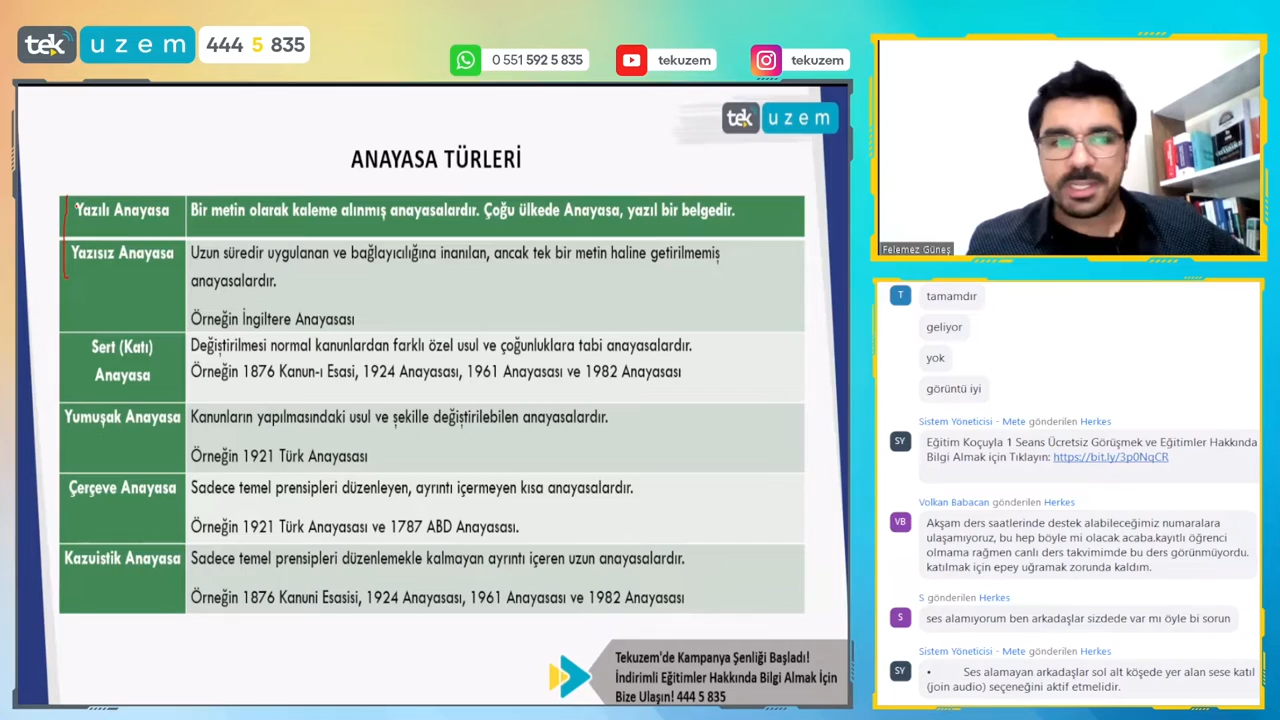 tek uzem 444 5 835
0 551 592 5 835
tekuzem
tekuzem
tek uzem
ANAYASA TÜRLERİ
Yazılı Anayasa
Bir metin olarak kaleme alınmış anayasalardır. Çoğu ülkede Anayasa, yazıl bir belgedir.
Yazısız Anayasa
Uzun süredir uygulanan ve bağlayıcılığına inanılan, ancak tek bir metin haline getirilmemiş
anayasalardır.
Örneğin İngiltere Anayasası
Sert (Katı)
Anayasa
Değiştirilmesi normal kanunlardan farklı özel usul ve çoğunluklara tabi anayasalardır.
Örneğin 1876 Kanun-ı Esasi, 1924 Anayasası, 1961 Anayasası ve 1982 Anayasası
Yumuşak Anayasa
Kanunların yapılmasındaki usul ve şekille değiştirilebilen anayasalardır.
Örneğin 1921 Türk Anayasası
Çerçeve Anayasa
Sadece temel prensipleri düzenleyen, ayrıntı içermeyen kısa anayasalardır.
Örneğin 1921 Türk Anayasası ve 1787 ABD Anayasası.
Kazuistik Anayasa
Sadece temel prensipleri düzenlemekle kalmayan ayrıntı içeren uzun anayasalardır.
Örneğin 1876 Kanuni Esasisi, 1924 Anayasası, 1961 Anayasası ve 1982 Anayasası
Tekuzem'de Kampanya Şenliği Başladı!
İndirimli Eğitimler Hakkında Bilgi Almak İçin
Bize Ulaşın! 444 5 835
Felemez Güneş
T
tamamdır
geliyor
yok
görüntü iyi
Sistem Yöneticisi - Mete gönderilen Herkes
SY
Eğitim Koçuyla 1 Seans Ücretsiz Görüşmek ve Eğitimler Hakkında
Bilgi Almak için Tıklayın: https://bit.ly/3p0NqCR
Volkan Babacan gönderilen Herkes
VB
Akşam ders saatlerinde destek alabileceğimiz numaralara
ulaşamıyoruz, bu hep böyle mi olacak acaba.kayıtlı öğrenci
olmama rağmen canlı ders takvimimde bu ders görünmüyordu.
katılmak için epey uğramak zorunda kaldım.
S gönderilen Herkes
S
ses alamıyorum ben arkadaşlar sizdede var mı öyle bi sorun
Sistem Yöneticisi - Mete gönderilen Herkes
SY
• Ses alamayan arkadaşlar sol alt köşede yer alan sese katıl
(join audio) seçeneğini aktif etmelidir.